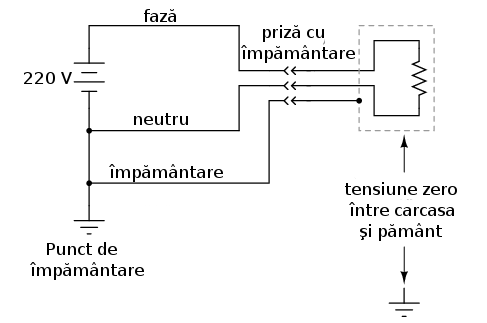 fază
priză cu
împământare
220 V
neutru
împământare
tensiune zero
între carcasa
şi pământ
Punct de
împământare